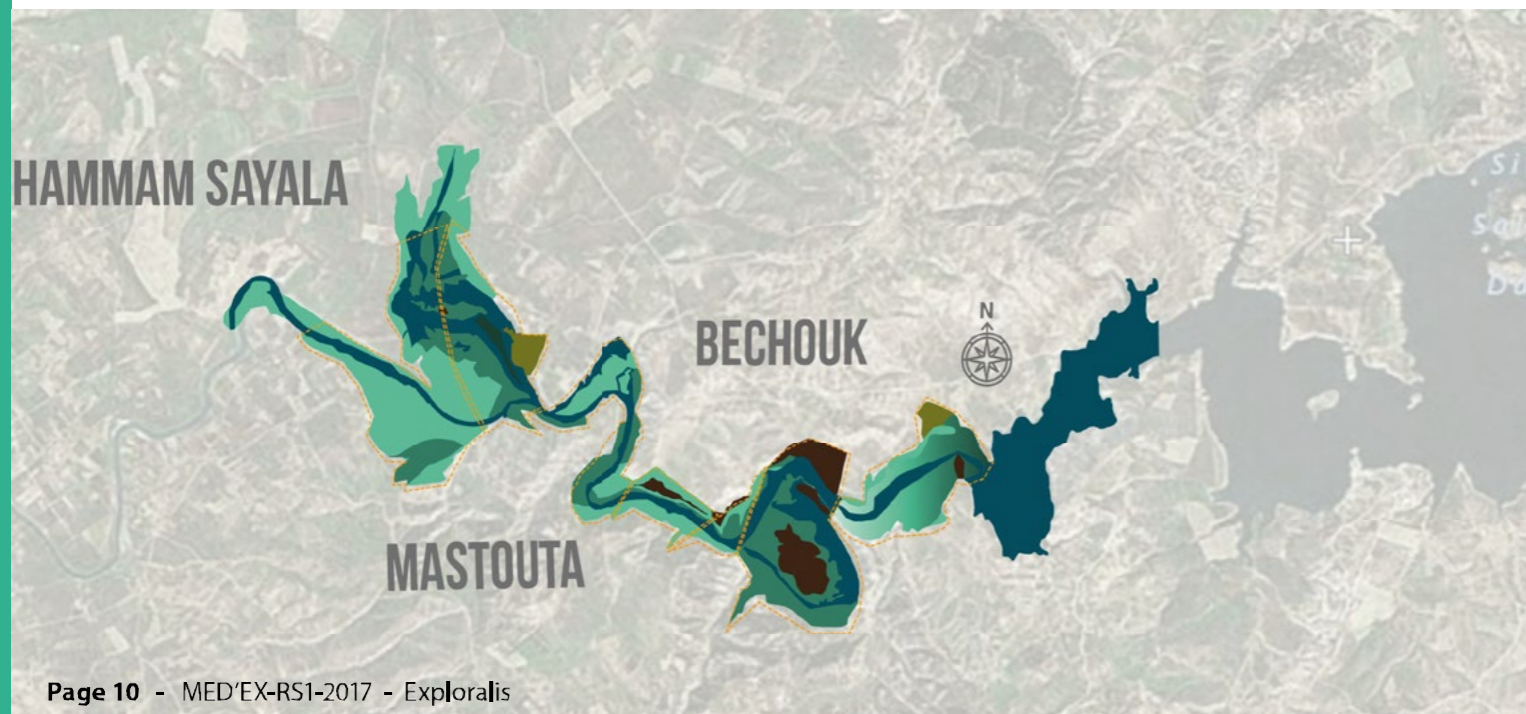 HAMMAM SAYALA
BECHOUK
N
MASTOUTA
Page 10 - MED'EX-RS1-2017 - Exploralis